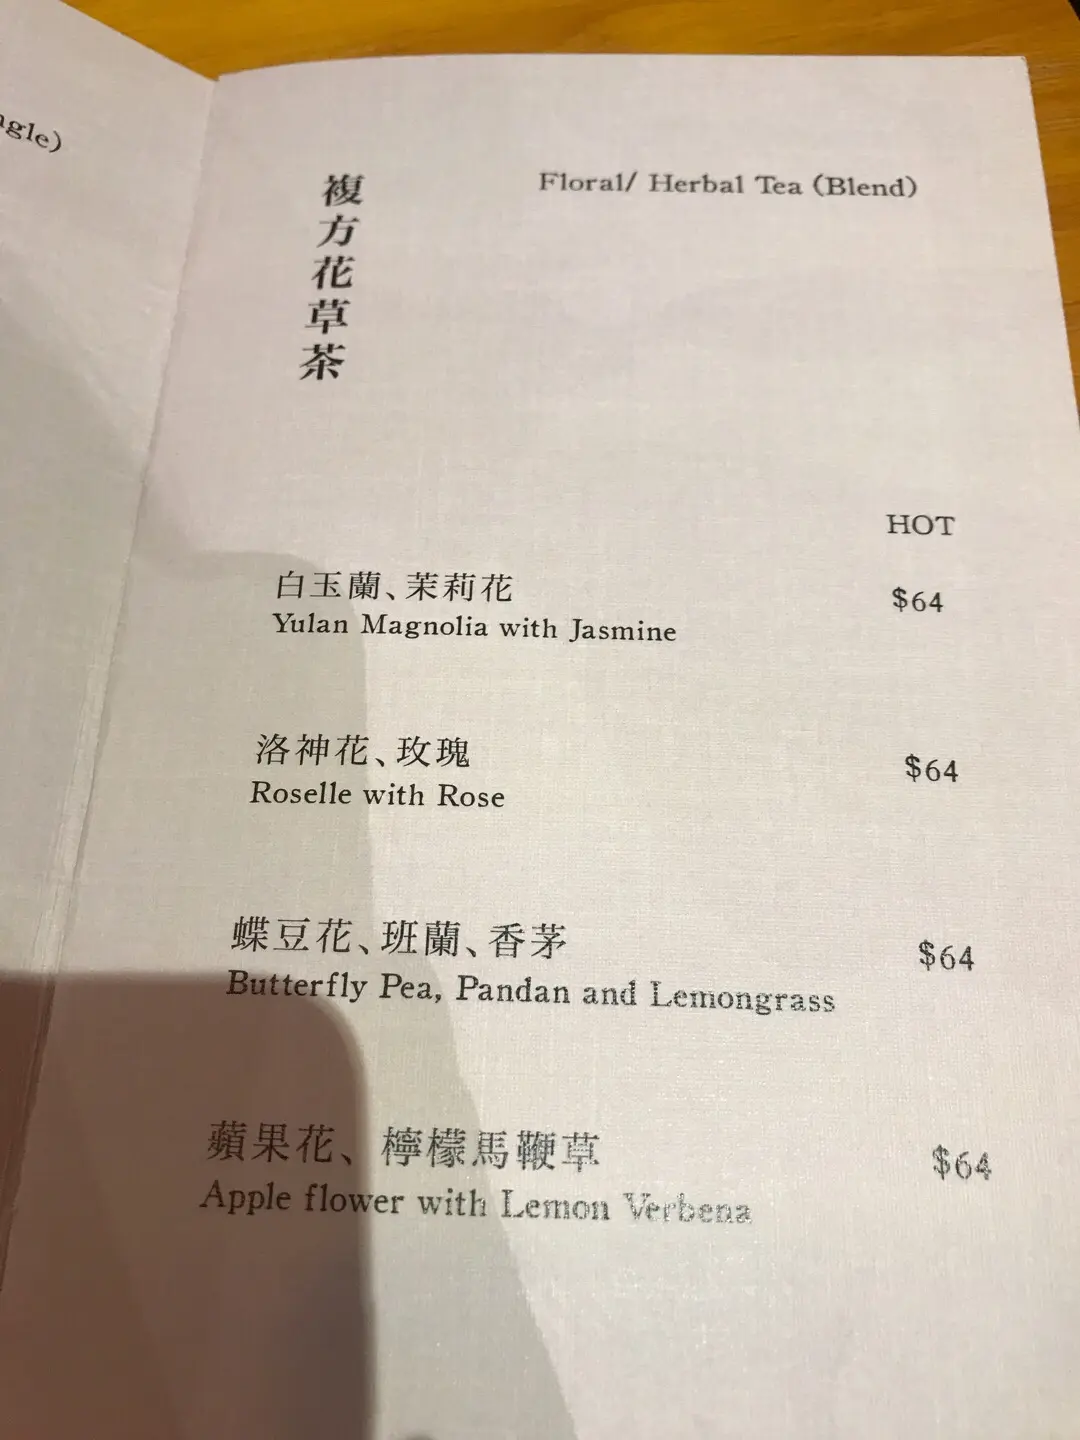 複方花草茶
Floral/ Herbal Tea (Blend)
HOT
白玉蘭、茉莉花
$64
Yulan Magnolia with Jasmine
洛神花、玫瑰
$64
Roselle with Rose
蝶豆花、班蘭、香茅
$64
Butterfly Pea, Pandan and Lemongrass
蘋果花、檸檬馬鞭草
$64
Apple flower with Lemon Verbena